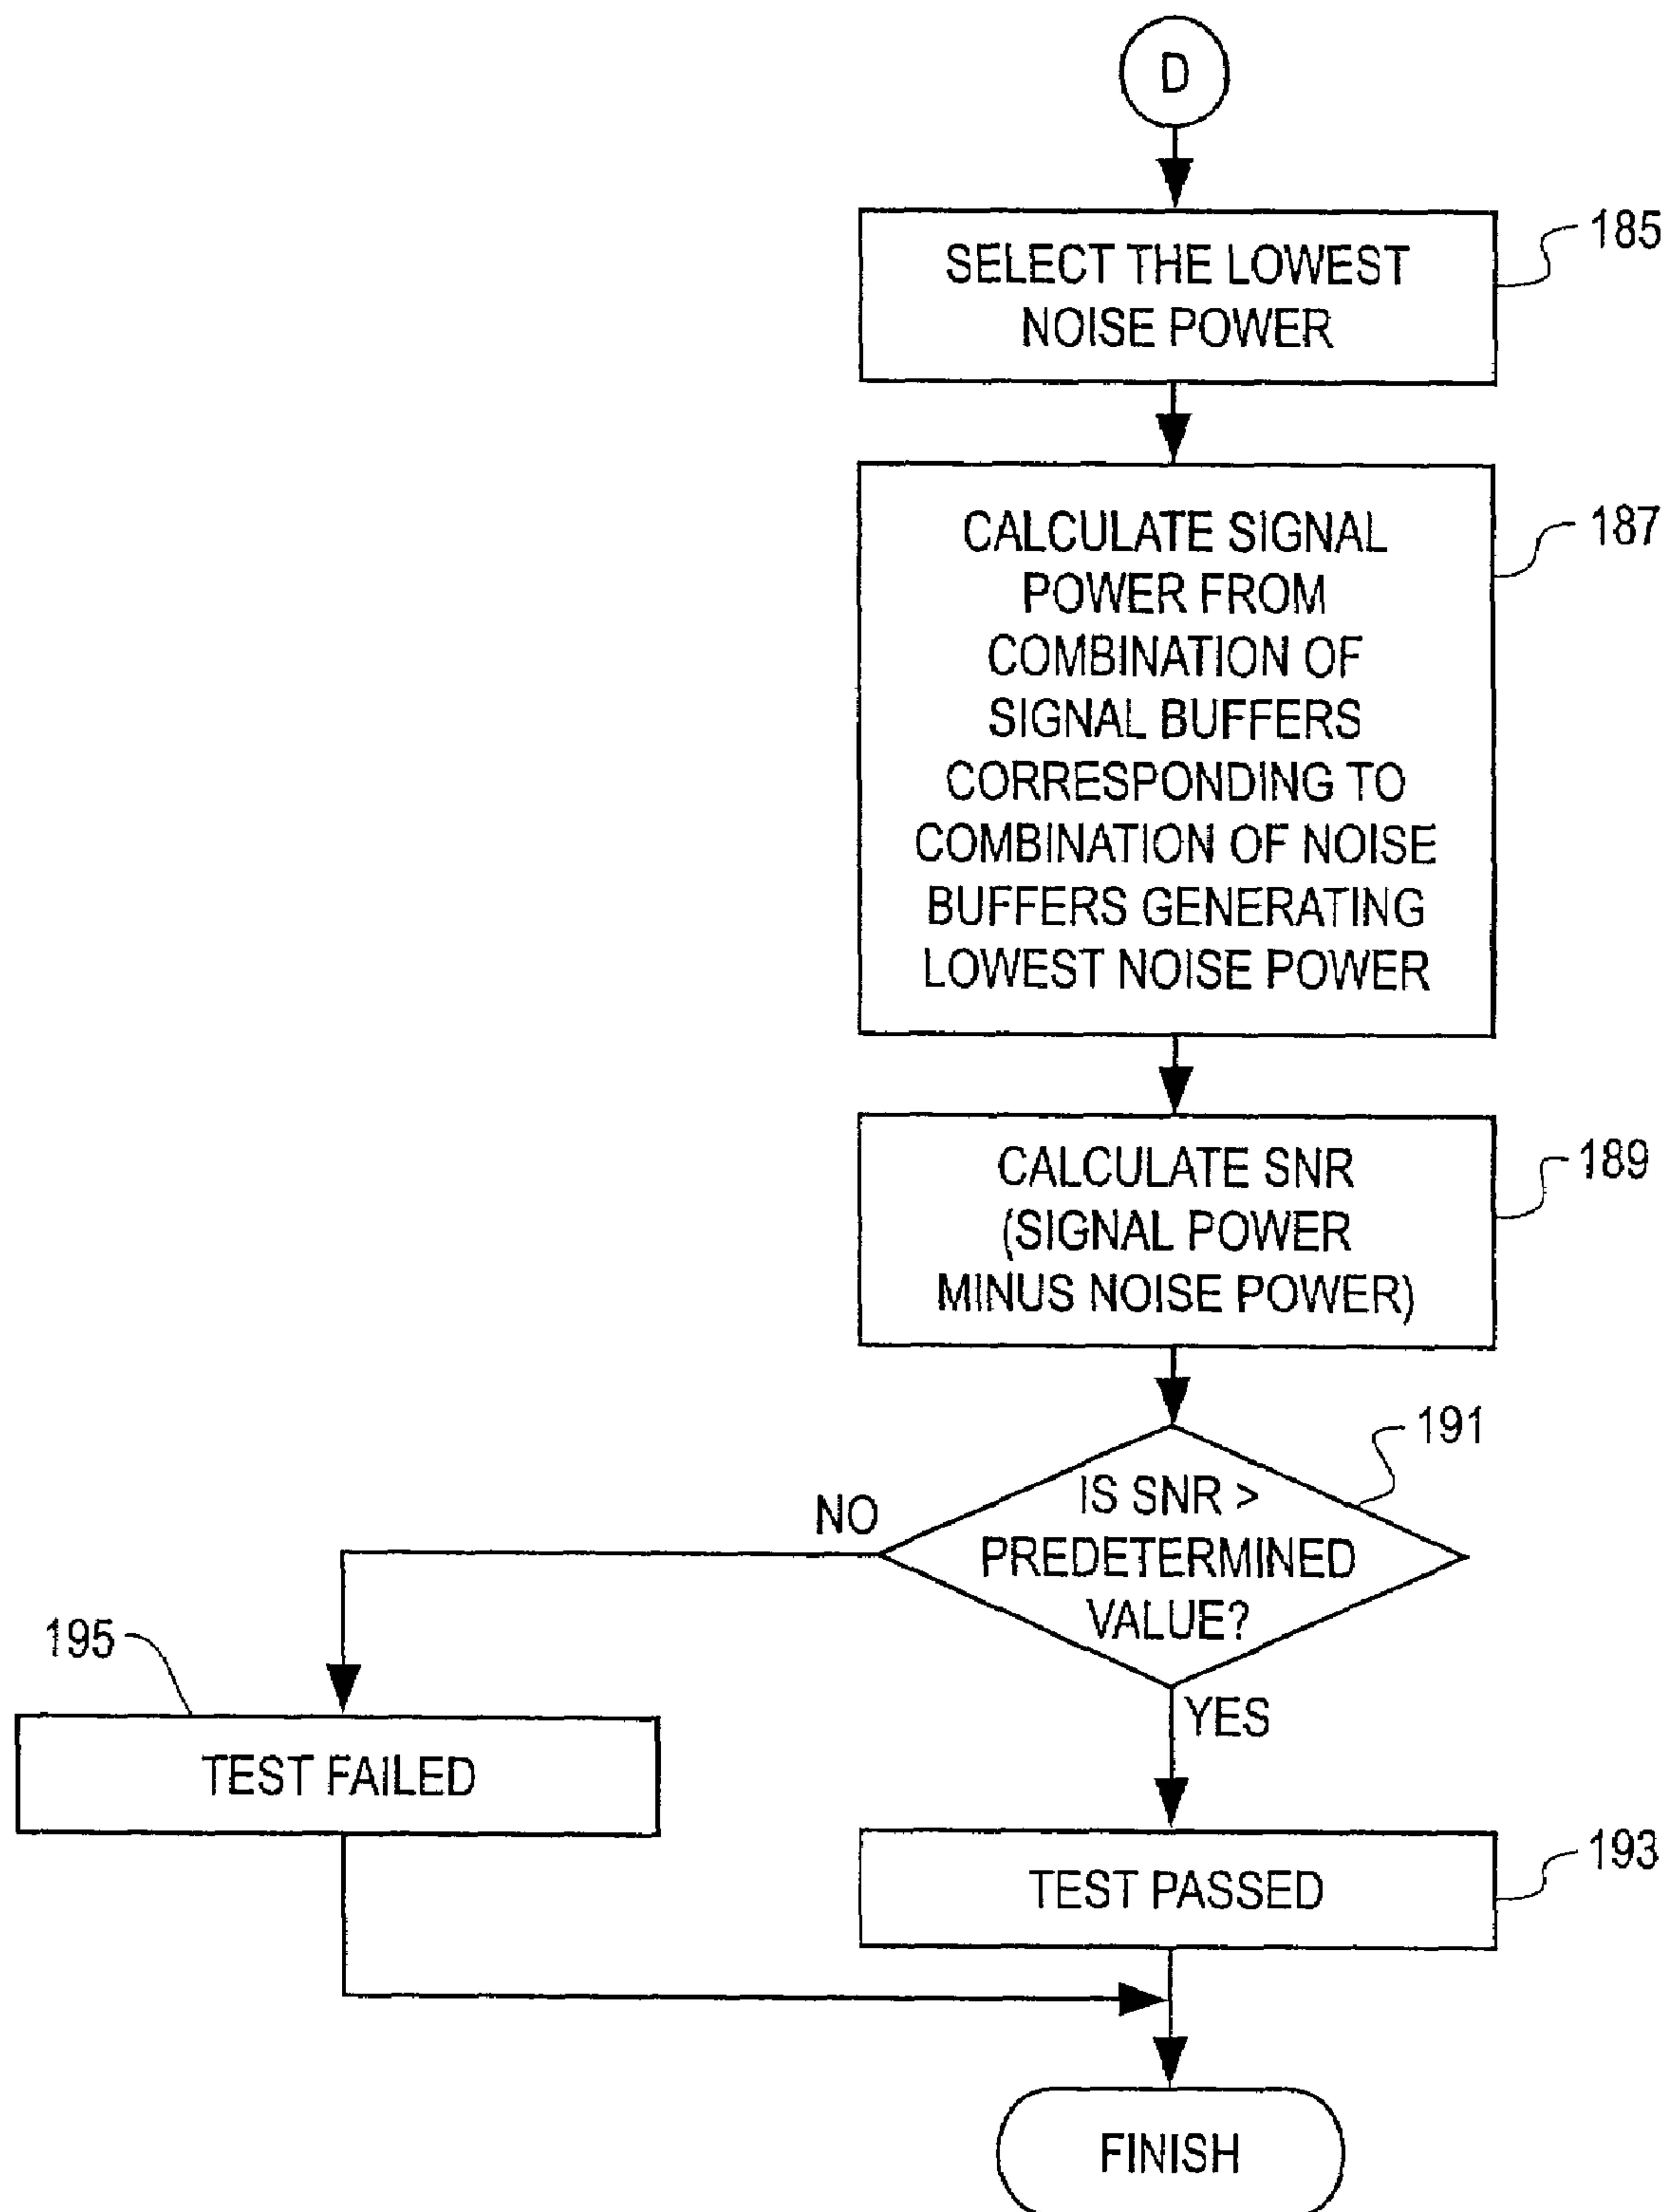 D
SELECT THE LOWEST
NOISE POWER
185
CALCULATE SIGNAL
POWER FROM
COMBINATION OF
SIGNAL BUFFERS
CORRESPONDING TO
COMBINATION OF NOISE
BUFFERS GENERATING
LOWEST NOISE POWER
187
CALCULATE SNR
(SIGNAL POWER
MINUS NOISE POWER)
189
191
IS SNR >
PREDETERMINED
VALUE?
NO
YES
195
TEST FAILED
TEST PASSED
193
FINISH